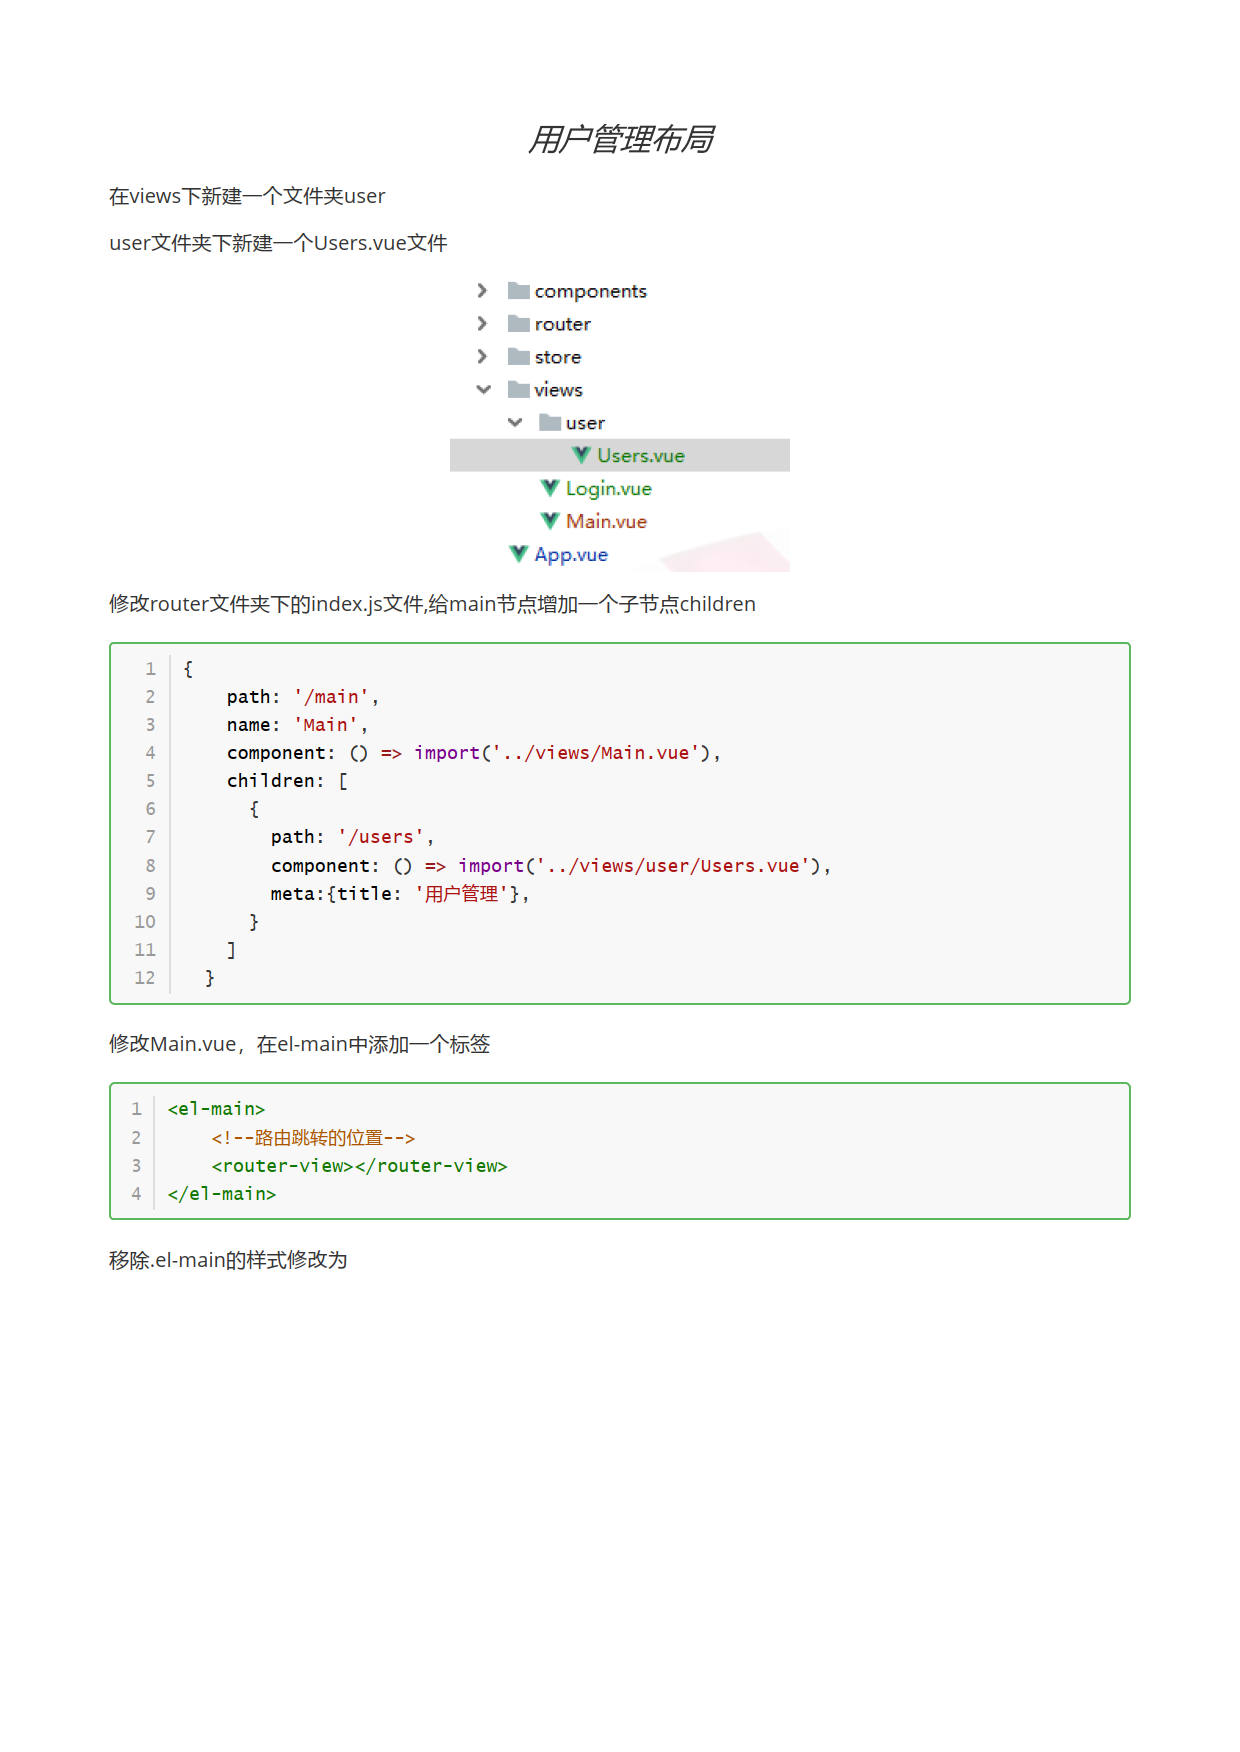 用户管理布局
在views下新建一个文件夹user
user文件夹下新建一个Users.vue文件
components
router
store
views
user
Users.vue
Login.vue
Main.vue
App.vue
修改router文件夹下的index.js文件,给main节点增加一个子节点children
1 {
2     path: '/main',
3     name: 'Main',
4     component: () => import('../views/Main.vue'),
5     children: [
6       {
7         path: '/users',
8         component: () => import('../views/user/Users.vue'),
9         meta:{title: '用户管理'},
10       }
11     ]
12   }
修改Main.vue，在el-main中添加一个标签
1 <el-main>
2     <!--路由跳转的位置-->
3     <router-view></router-view>
4 </el-main>
移除.el-main的样式修改为